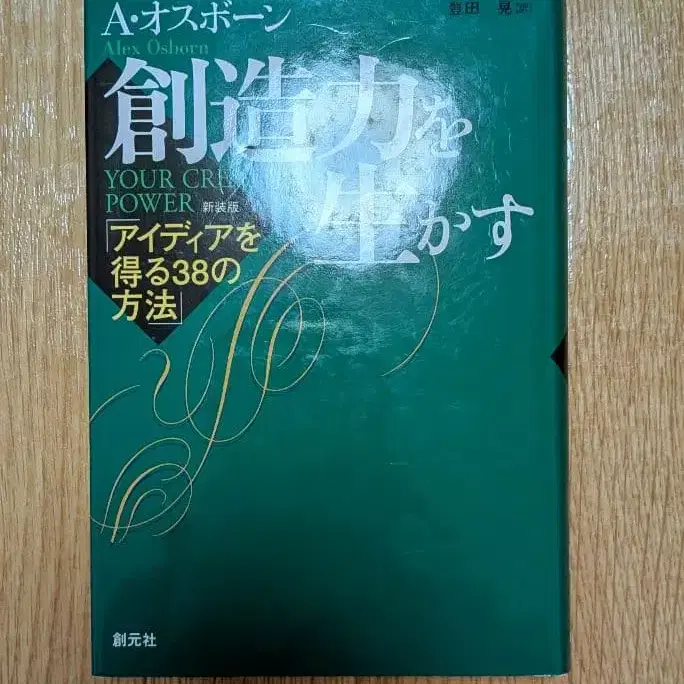 A・オスボーン
豊田 晃 訳
Alex Osborn
創造力を
生かす
YOUR CRE
POWER 新装版
「アイディアを
得る38の
方法」
創元社